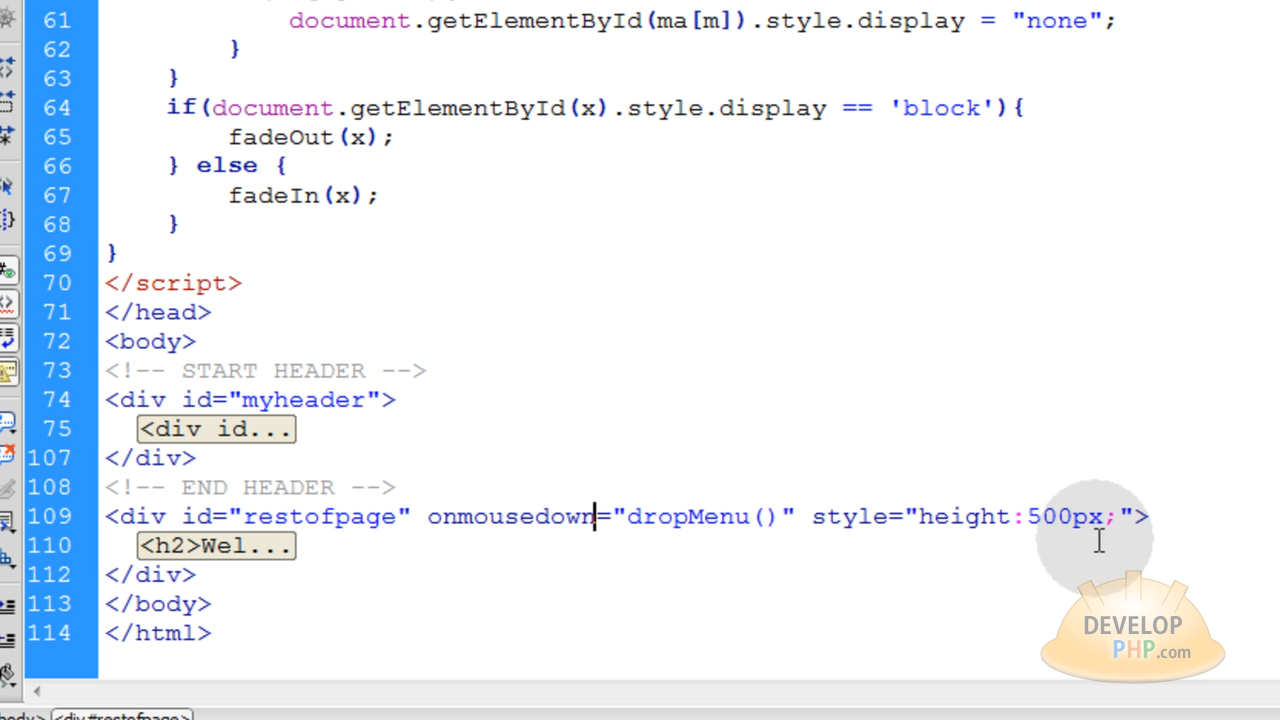 61 document.getElementById(ma[m]).style.display = "none";
62 }
63 }
64 if(document.getElementById(x).style.display == 'block'){
65 fadeOut(x);
66 } else {
67 fadeIn(x);
68 }
69 }
70 </script>
71 </head>
72 <body>
73 <!-- START HEADER -->
74 <div id="myheader">
75 <div id...
107 </div>
108 <!-- END HEADER -->
109 <div id="restofpage" onmousedown="dropMenu()" style="height:500px;">
110 <h2>Wel...
112 </div>
113 </body>
114 </html>
DEVELOP
PHP.com
<div#restofpage>